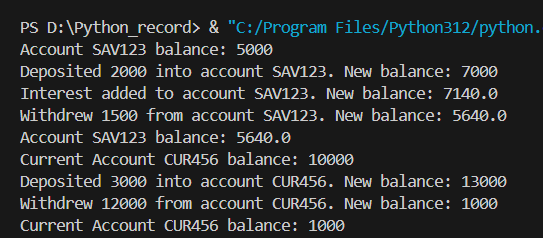 PS D:\Python_record> & "C:/Program Files/Python312/python.
Account SAV123 balance: 5000
Deposited 2000 into account SAV123. New balance: 7000
Interest added to account SAV123. New balance: 7140.0
Withdrew 1500 from account SAV123. New balance: 5640.0
Account SAV123 balance: 5640.0
Current Account CUR456 balance: 10000
Deposited 3000 into account CUR456. New balance: 13000
Withdrew 12000 from account CUR456. New balance: 1000
Current Account CUR456 balance: 1000